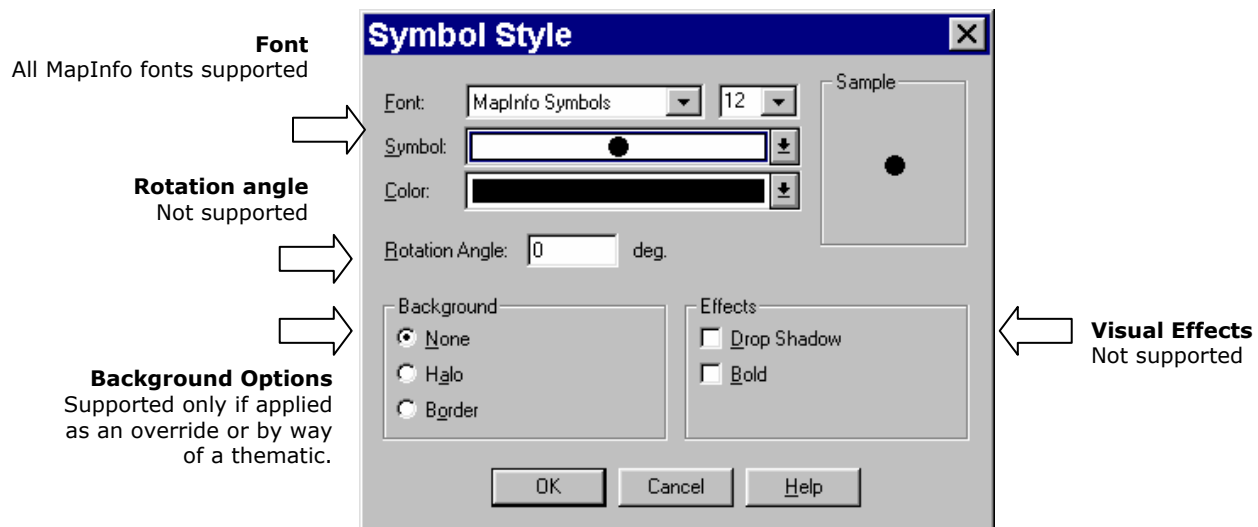 Font
All MapInfo fonts supported
Rotation angle
Not supported
Background Options
Supported only if applied
as an override or by way
of a thematic.
Symbol Style
Font: MapInfo Symbols 12
Symbol:
Color:
Rotation Angle: 0 deg.
Sample
Background
None
Halo
Border
Effects
Drop Shadow
Bold
OK Cancel Help
Visual Effects
Not supported